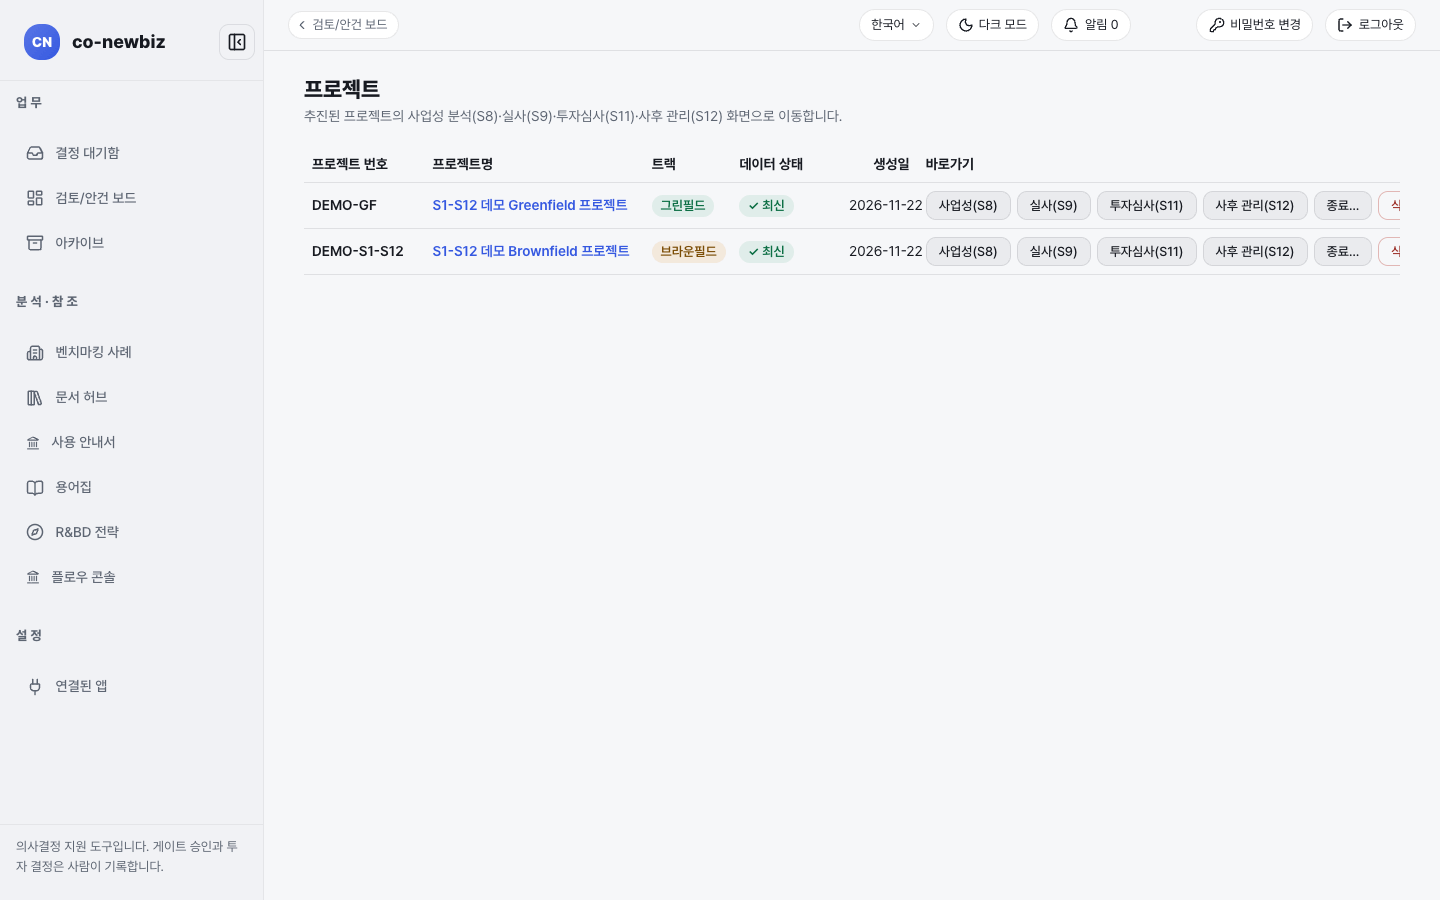 CN co-newbiz
검토/안건 보드
한국어
다크 모드
알림 0
비밀번호 변경
로그아웃
업무
결정 대기함
검토/안건 보드
아카이브
분석·참조
벤치마킹 사례
문서 허브
사용 안내서
용어집
R&BD 전략
플로우 콘솔
설정
연결된 앱
의사결정 지원 도구입니다. 게이트 승인과 투
자 결정은 사람이 기록합니다.
프로젝트
추진된 프로젝트의 사업성 분석(S8)·실사(S9)·투자심사(S11)·사후 관리(S12) 화면으로 이동합니다.
프로젝트 번호 프로젝트명 트랙 데이터 상태 생성일 바로가기
DEMO-GF S1-S12 데모 Greenfield 프로젝트 그린필드 ✓ 최신 2026-11-22 사업성(S8) 실사(S9) 투자심사(S11) 사후 관리(S12) 종료...
DEMO-S1-S12 S1-S12 데모 Brownfield 프로젝트 브라운필드 ✓ 최신 2026-11-22 사업성(S8) 실사(S9) 투자심사(S11) 사후 관리(S12) 종료...